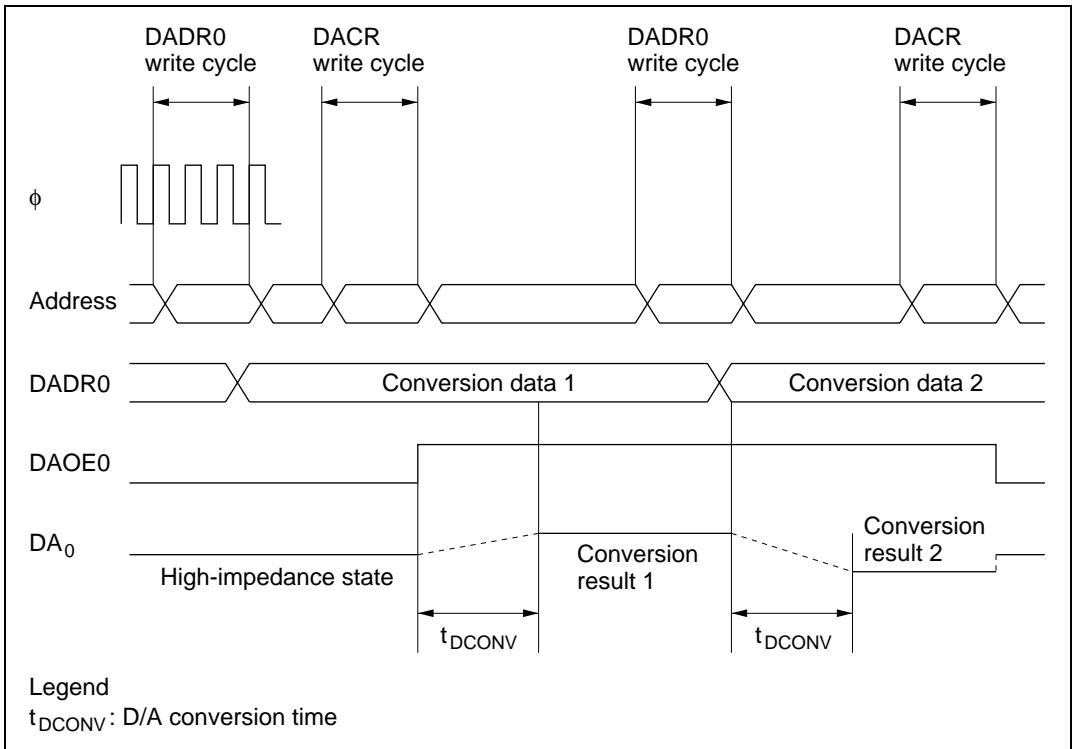 DADR0
write cycle
DACR
write cycle
DADR0
write cycle
DACR
write cycle
ϕ
Address
DADR0
Conversion data 1
Conversion data 2
DAOE0
DA0
High-impedance state
Conversion
result 1
Conversion
result 2
tDCONV
tDCONV
Legend
tDCONV : D/A conversion time